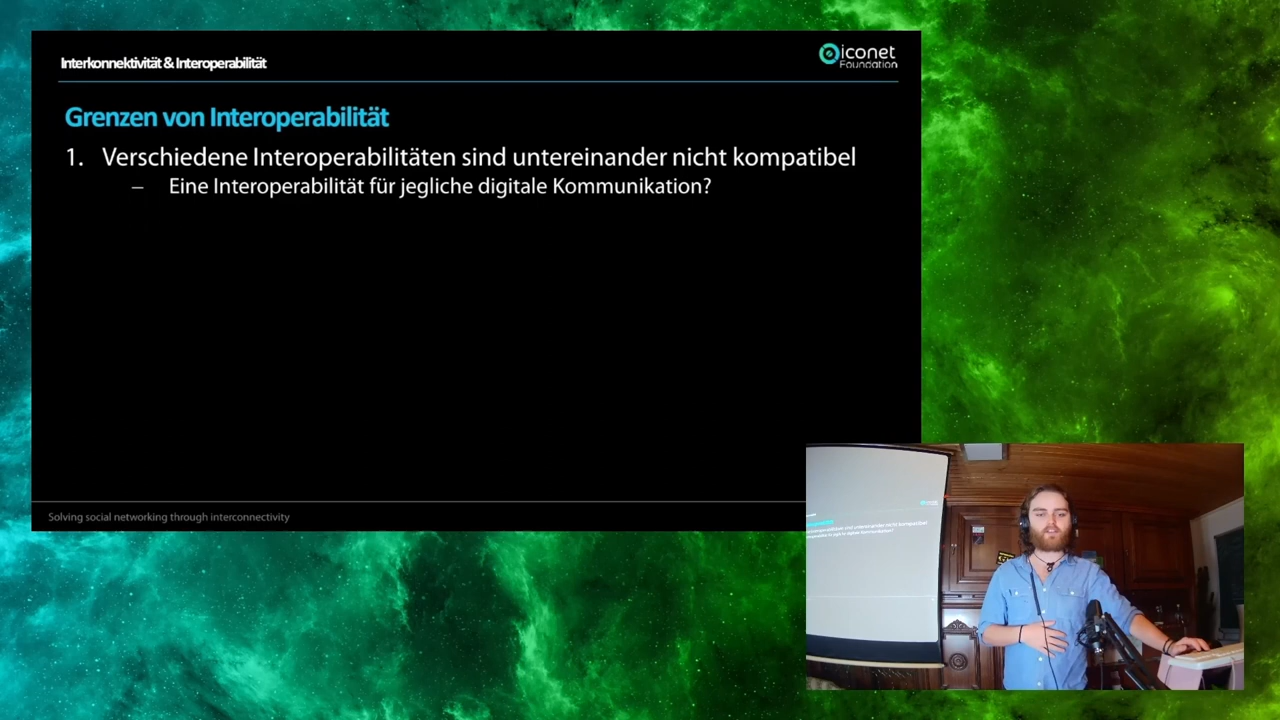 Interkonnektivität & Interoperabilität
iconet
Foundation
Grenzen von Interoperabilität
1. Verschiedene Interoperabilitäten sind untereinander nicht kompatibel
– Eine Interoperabilität für jegliche digitale Kommunikation?
Solving social networking through interconnectivity